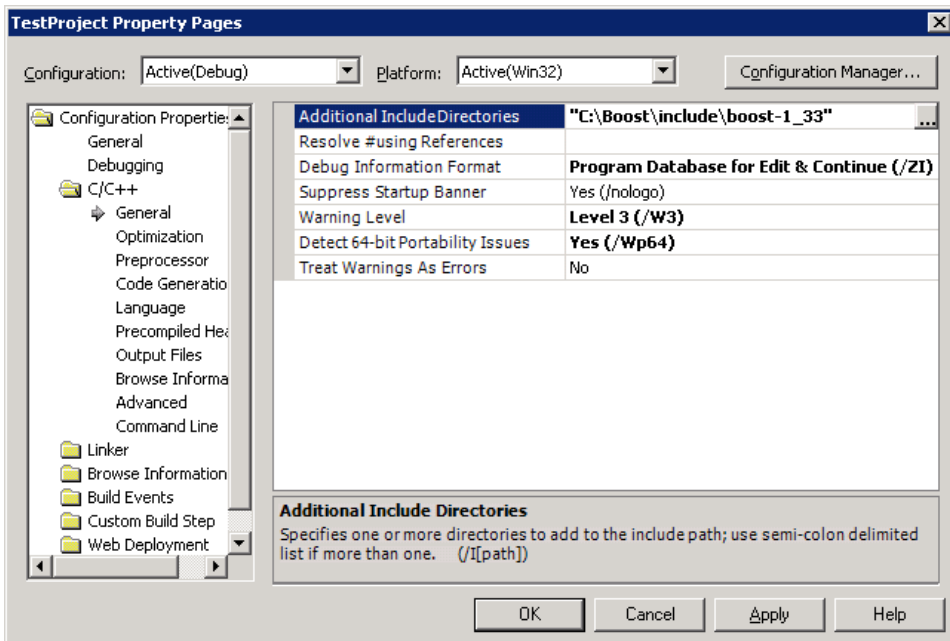 TestProject Property Pages
Configuration: Active(Debug) Platform: Active(Win32) Configuration Manager...
Configuration Propertie
General
Debugging
C/C++
General
Optimization
Preprocessor
Code Generatio
Language
Precompiled Hea
Output Files
Browse Informa
Advanced
Command Line
Linker
Browse Information
Build Events
Custom Build Step
Web Deployment
Additional IncludeDirectories "C:\Boost\include\boost-1_33" ...
Resolve #using References
Debug Information Format Program Database for Edit & Continue (/ZI)
Suppress Startup Banner Yes (/nologo)
Warning Level Level 3 (/W3)
Detect 64-bit Portability Issues Yes (/Wp64)
Treat Warnings As Errors No
Additional Include Directories
Specifies one or more directories to add to the include path; use semi-colon delimited
list if more than one. (/I[path])
OK Cancel Apply Help